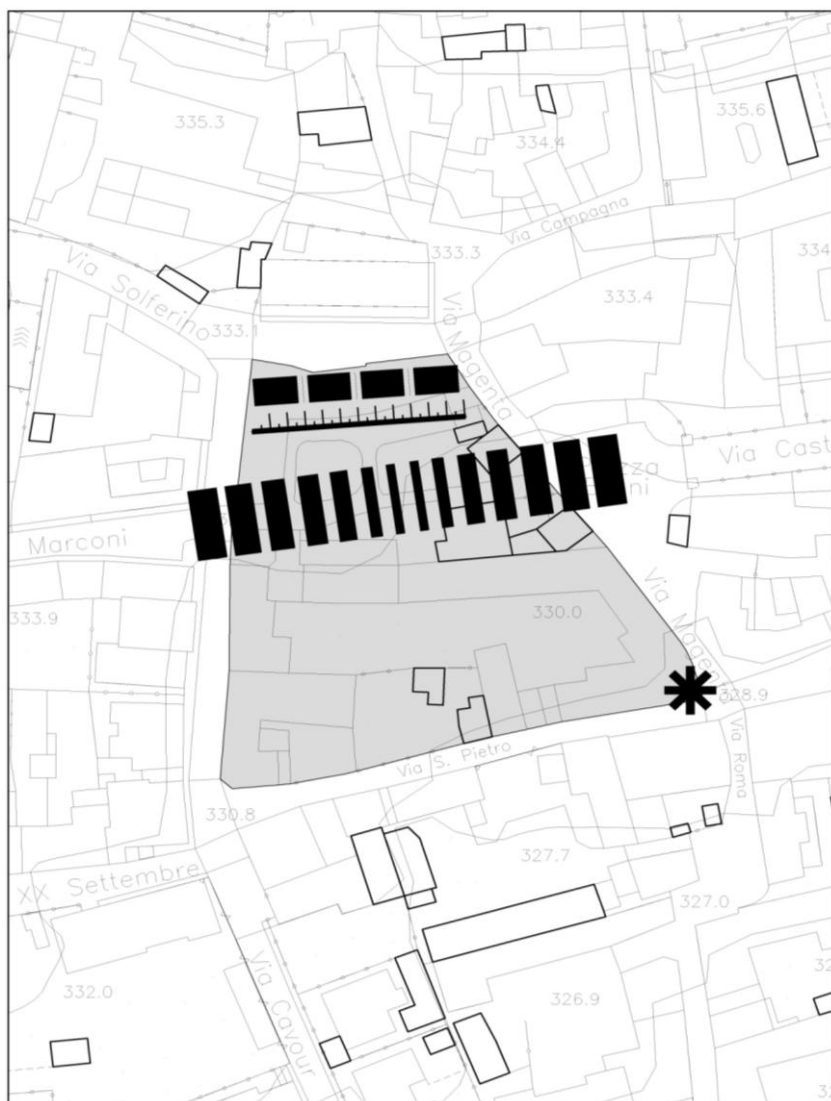 335.3
334.4
335.6
Via Campagna
333.3
334
Via Solferino
333.4
333.1
Via Magenta
Via Cast
Marconi
333.9
330.0
Via Magenta
328.9
Via S. Pietro
Via Roma
330.8
327.7
XX Settembre
327.0
Via Cavour
332.0
326.9